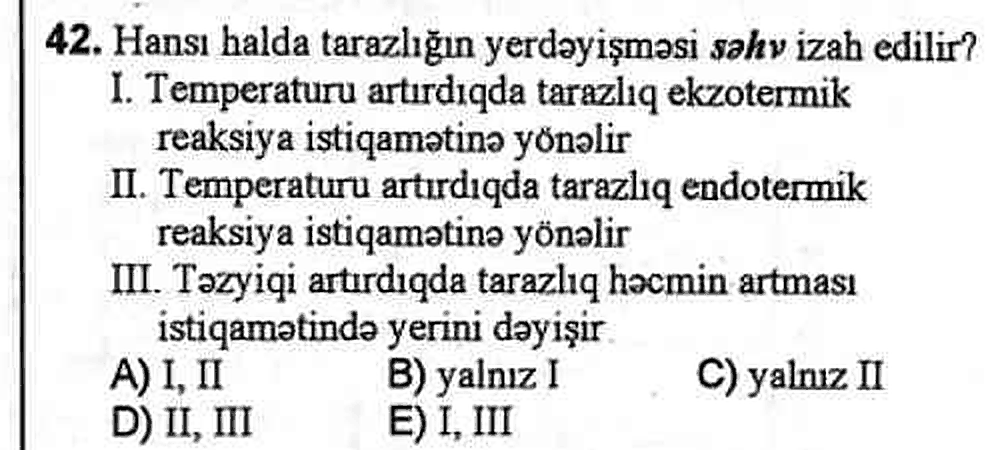 42. Hansı halda tarazlığın yerdəyişməsi səhv izah edilir?
I. Temperaturu artırdıqda tarazlıq ekzotermik
reaksiya istiqamətinə yönəlir
II. Temperaturu artırdıqda tarazlıq endotermik
reaksiya istiqamətinə yönəlir
III. Təzyiqi artırdıqda tarazlıq həcmin artması
istiqamətində yerini dəyişir
A) I, II B) yalnız I C) yalnız II
D) II, III E) I, III